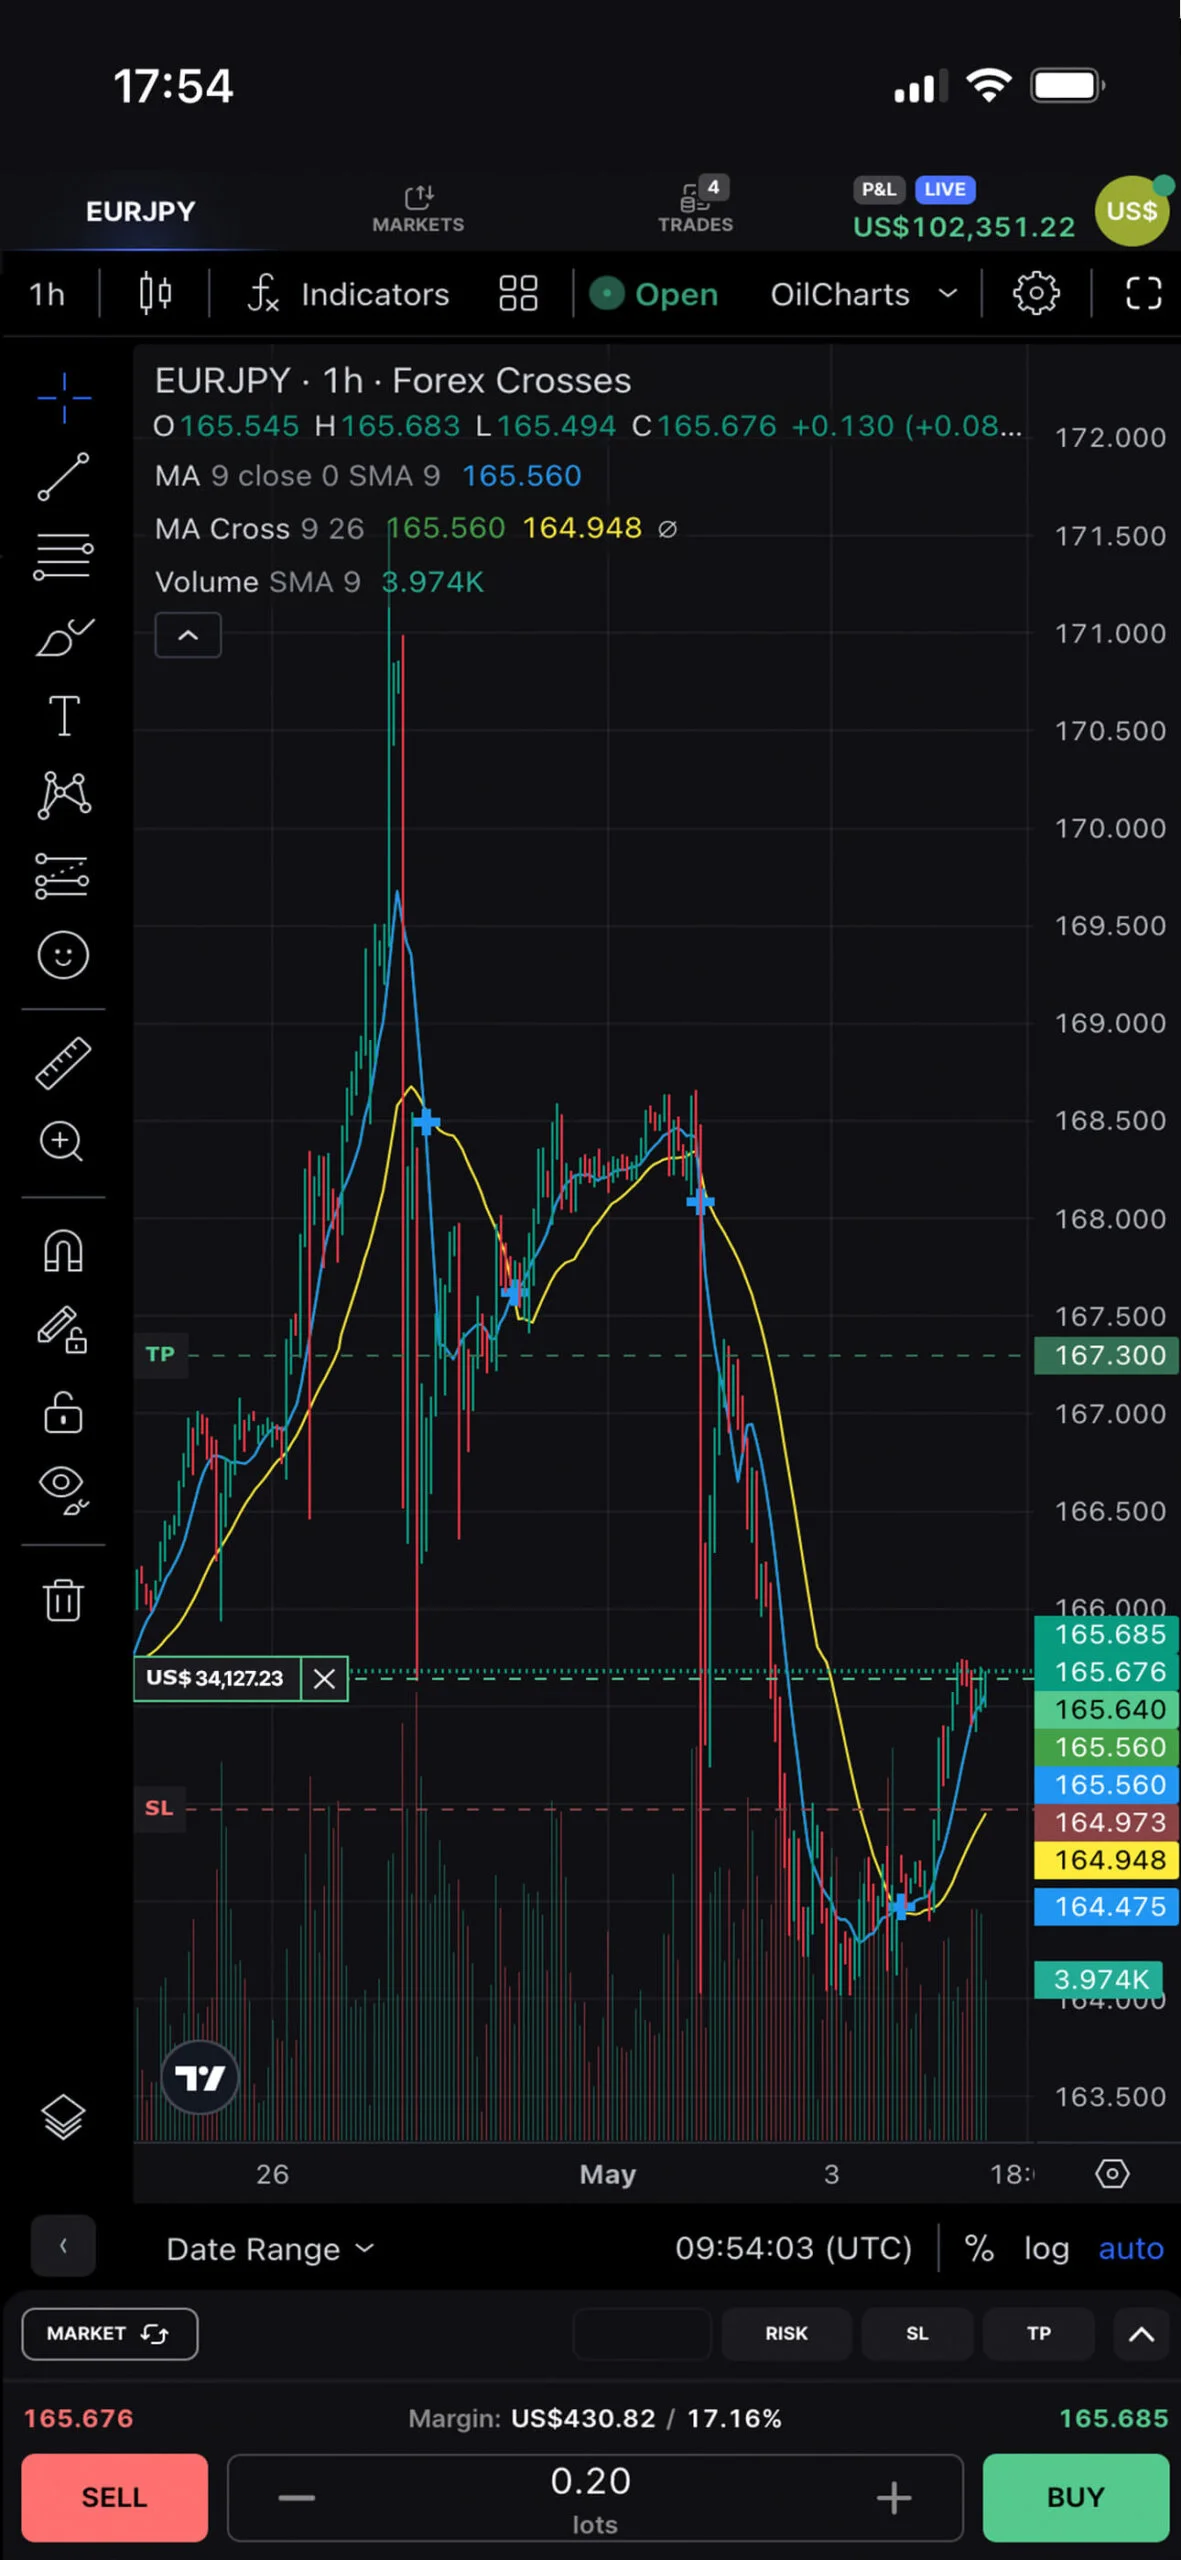 17:54
EURJPY
MARKETS
4
TRADES
P&L LIVE
US$102,351.22
US$
1h
Indicators
Open
OilCharts
EURJPY · 1h · Forex Crosses
O165.545 H165.683 L165.494 C165.676 +0.130 (+0.08...
MA 9 close 0 SMA 9 165.560
MA Cross 9 26 165.560 164.948 ∅
Volume SMA 9 3.974K
172.000
171.500
171.000
170.500
170.000
169.500
169.000
168.500
168.000
167.500
TP
167.300
167.000
166.500
166.000
165.685
US$ 34,127.23
165.676
165.640
165.560
165.560
SL
164.973
164.948
164.475
3.974K
164.000
163.500
26 May 3 18:
Date Range
09:54:03 (UTC)
% log auto
MARKET
RISK
SL
TP
165.676
Margin: US$430.82 / 17.16%
165.685
SELL
0.20
lots
BUY